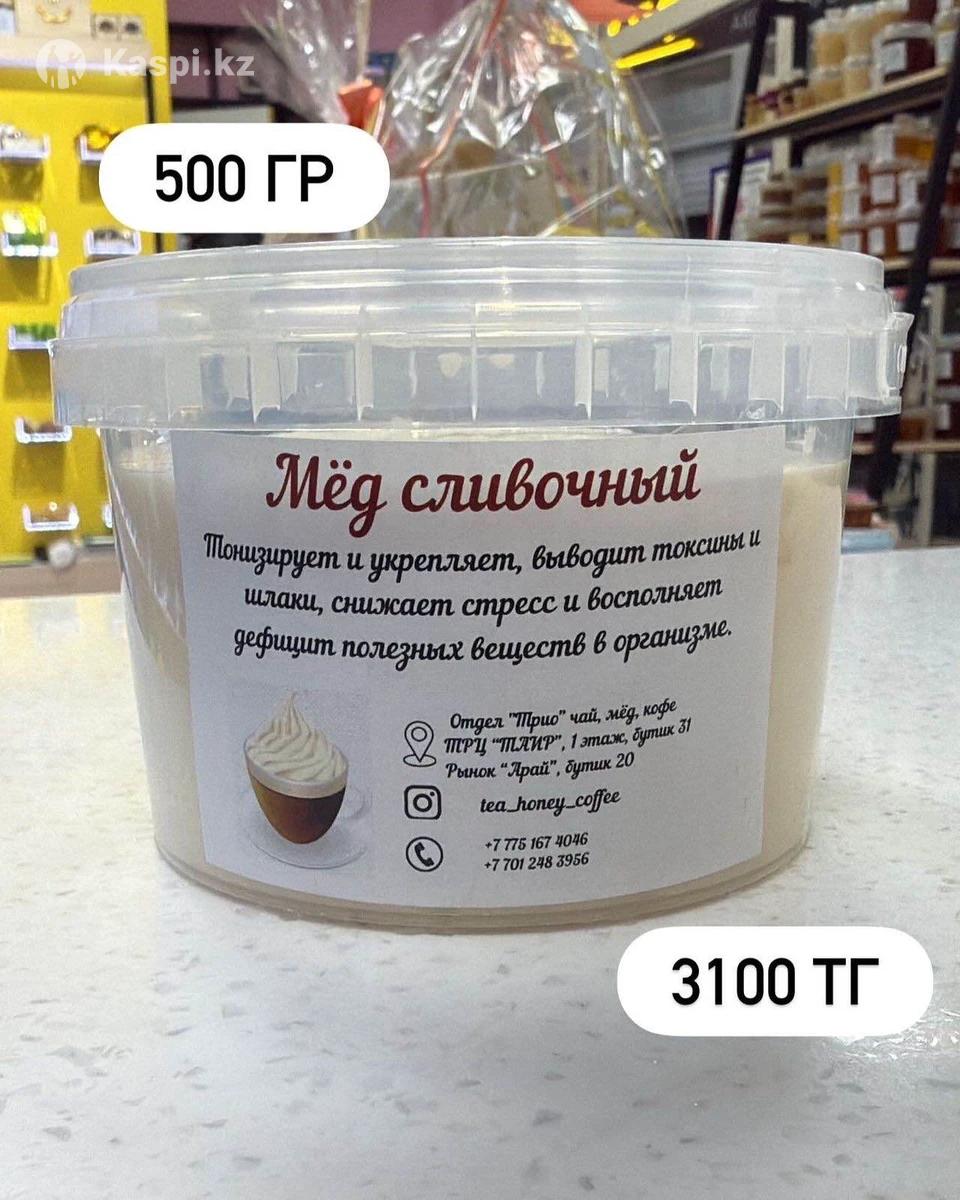 Kaspi.kz
500 ГР
Мёд сливочный
Тонизирует и укрепляет, выводит токсины и
шлаки, снижает стресс и восполняет
дефицит полезных веществ в организме.
Отдел "Трио" чай, мёд, кофе
ТРЦ "ТАИР", 1 этаж, бутик 31
Рынок "Арай", бутик 20
tea_honey_coffee
+7 775 167 4046
+7 701 248 3956
3100 ТГ